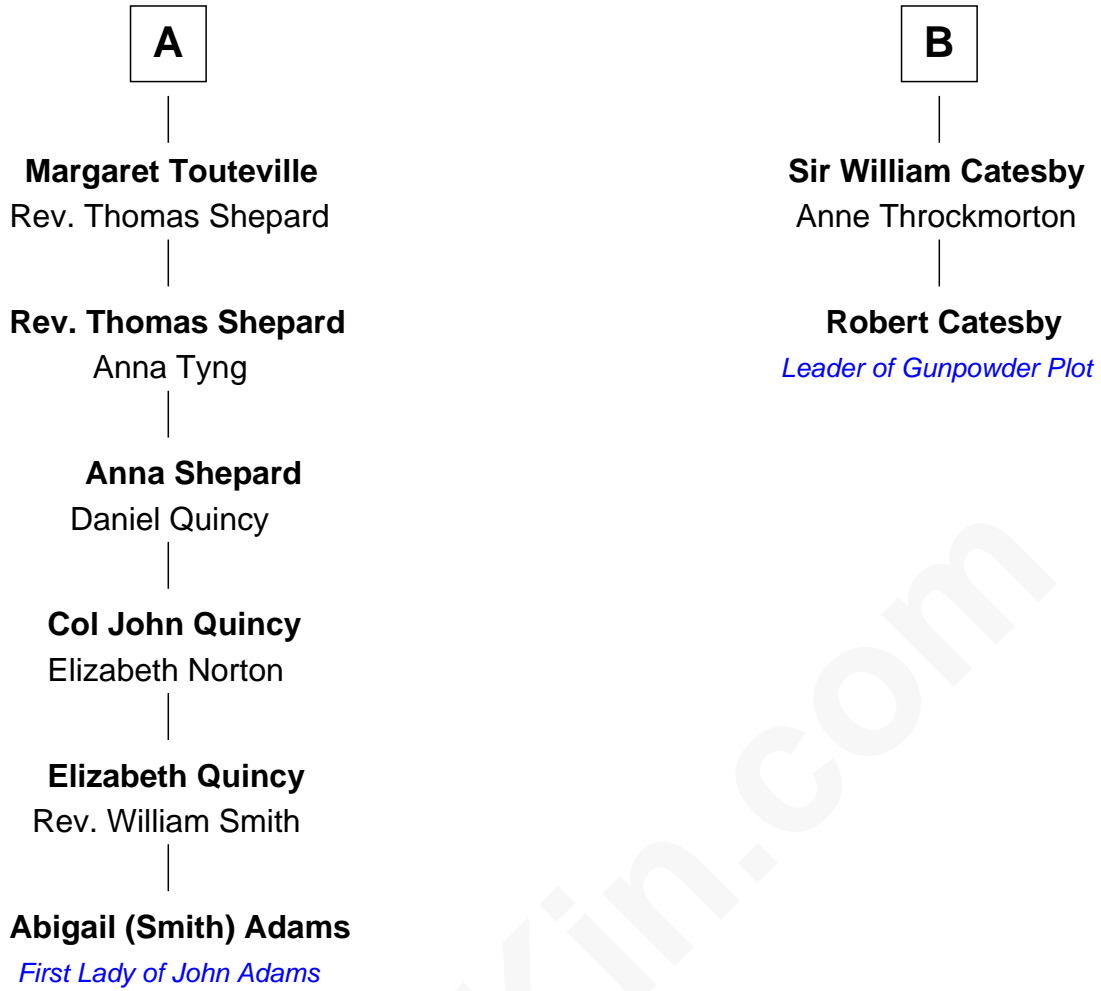 A
Margaret Touteville
Rev. Thomas Shepard
Rev. Thomas Shepard
Anna Tyng
Anna Shepard
Daniel Quincy
Col John Quincy
Elizabeth Norton
Elizabeth Quincy
Rev. William Smith
Abigail (Smith) Adams
First Lady of John Adams
B
Sir William Catesby
Anne Throckmorton
Robert Catesby
Leader of Gunpowder Plot